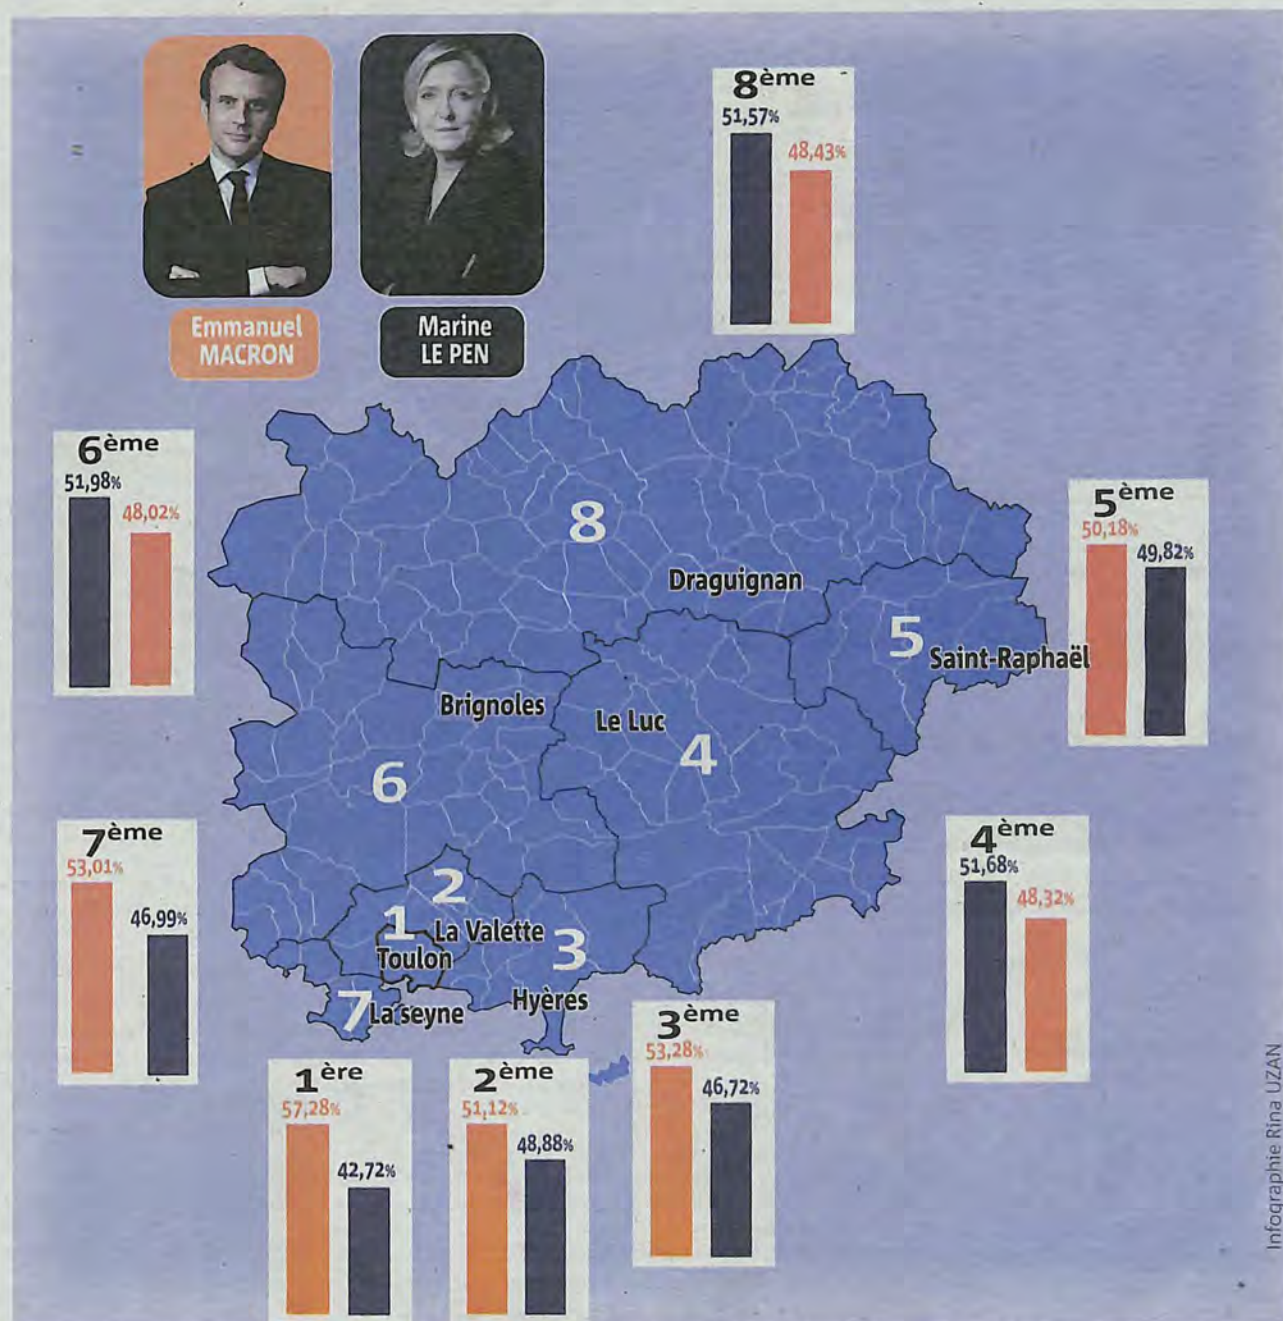 Emmanuel
MACRON
Marine
LE PEN
8ème
51,57%
48,43%
6ème
51,98%
48,02%
5ème
50,18%
49,82%
8
Draguignan
5
Saint-Raphaël
Brignoles
Le Luc
4
6
7ème
53,01%
46,99%
4ème
51,68%
48,32%
2
1
La Valette
3
Toulon
7
La seyne
Hyères
3ème
53,28%
46,72%
1ère
57,28%
42,72%
2ème
51,12%
48,88%
Infographie Rina UZAN